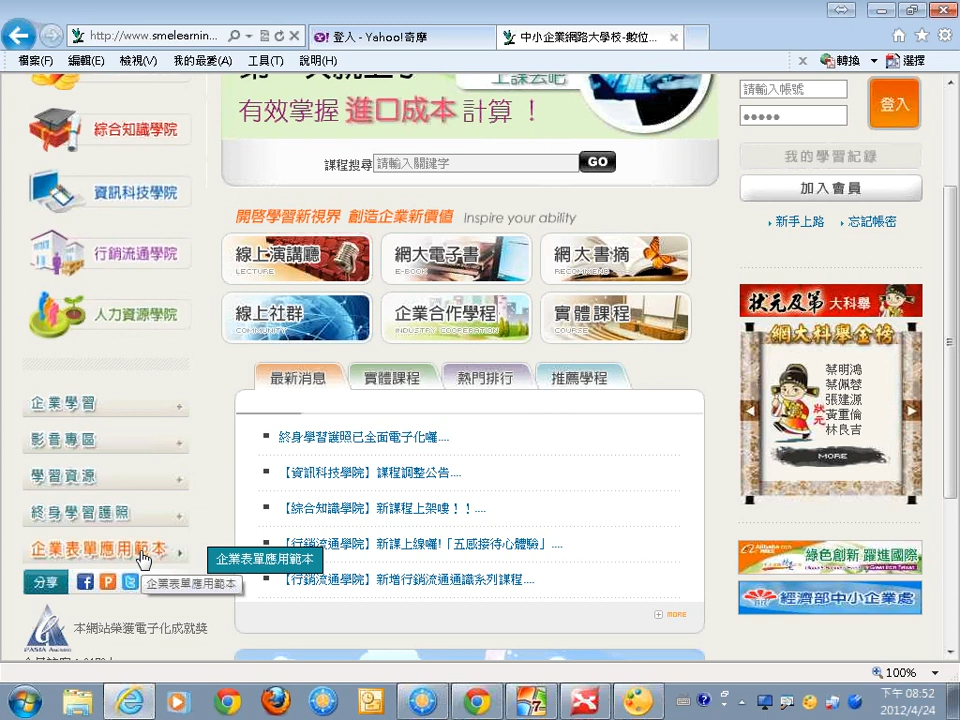 http://www.smelearnin...
登入 - Yahoo!奇摩
中小企業網路大學校-數位...
檔案(F) 編輯(E) 檢視(V) 我的最愛(A) 工具(T) 說明(H)
轉換 選擇
上課去吧
有效掌握 進口成本 計算 !
課程搜尋 請輸入關鍵字 GO
綜合知識學院
資訊科技學院
行銷流通學院
人力資源學院
企業學習
影音專區
學習資源
終身學習護照
企業表單應用範本
企業表單應用範本
分享
企業表單應用範本
本網站榮獲電子化成就獎
開啓學習新視界 創造企業新價值 Inspire your ability
線上演講廳
LECTURE
網大電子書
E-BOOK
網大書摘
RECOMMEND
線上社群
COMMUNITY
企業合作學程
INDUSTRY COOPERATION
實體課程
COURSE
最新消息 實體課程 熱門排行 推薦學程
終身學習護照已全面電子化囉....
【資訊科技學院】課程調整公告....
【綜合知識學院】新課程上架嘍！！....
【行銷流通學院】新課上線囉!「五感接待心體驗」....
【行銷流通學院】新增行銷流通通識系列課程....
MORE
請輸入帳號
登入
我的學習紀錄
加入會員
新手上路 忘記帳密
狀元及第 大科舉
網大科舉金榜
狀元
蔡明鴻
蔡佩蓉
張建源
黃重倫
林良吉
MORE
Alibaba.com
綠色創新 躍進國際
經濟部中小企業處
100%
下午 08:52
2012/4/24